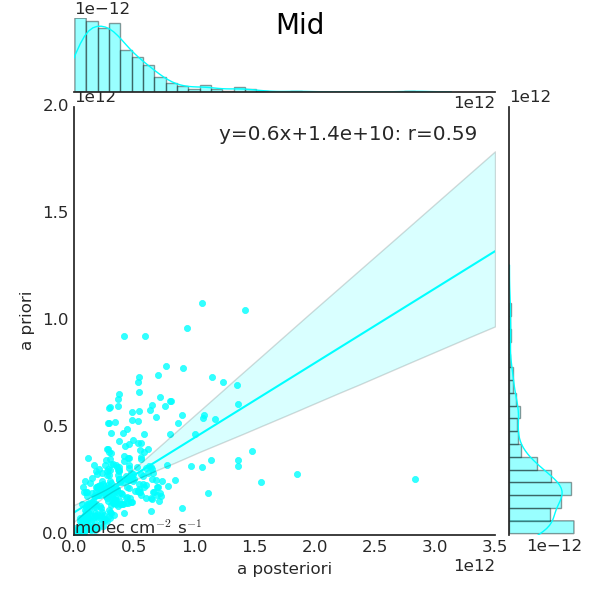 Mid
1e−12
1e12
1e12
1e12
y=0.6x+1.4e+10: r=0.59
2.0
1.5
1.0
0.5
0.0
a priori
molec cm⁻² s⁻¹
0.0 0.5 1.0 1.5 2.0 2.5 3.0 3.5
1e−12
1e12
a posteriori